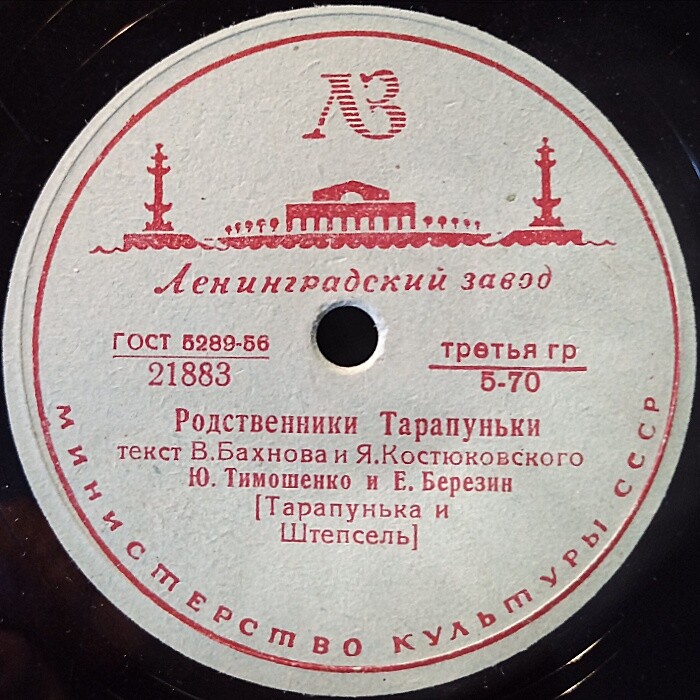 ЛЗ
Ленинградский завод
ГОСТ 5289-56
21883
третья гр
5-70
Родственники Тарапуньки
текст В. Бахнова и Я. Костюковского
Ю. Тимошенко и Е. Березин
[Тарапунька и
Штепсель]
МИНИСТЕРСТВО КУЛЬТУРЫ СССР